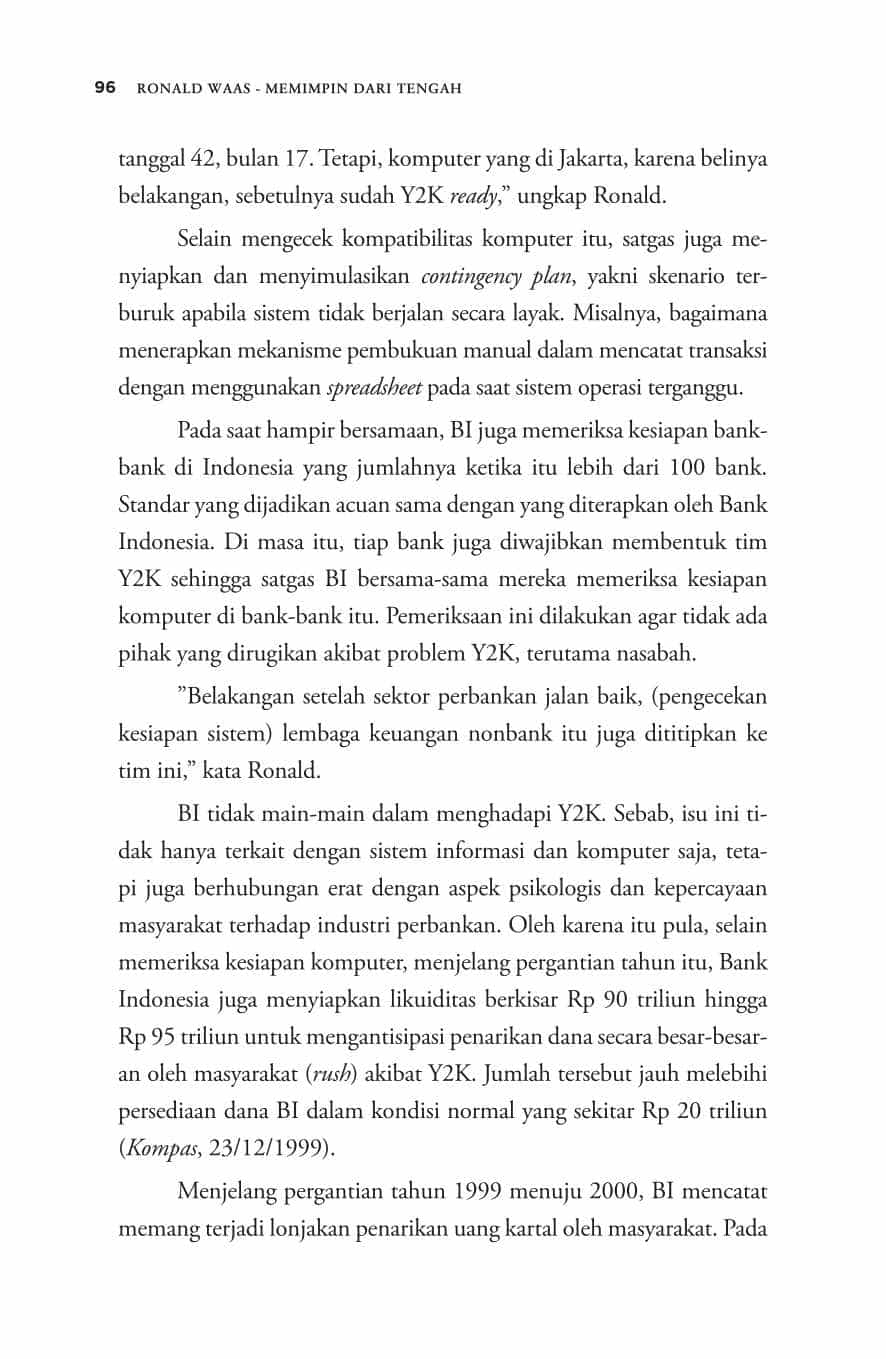 96 RONALD WAAS - MEMIMPIN DARI TENGAH
tanggal 42, bulan 17. Tetapi, komputer yang di Jakarta, karena belinya
belakangan, sebetulnya sudah Y2K ready,” ungkap Ronald.
Selain mengecek kompatibilitas komputer itu, satgas juga me-
nyiapkan dan menyimulasikan contingency plan, yakni skenario ter-
buruk apabila sistem tidak berjalan secara layak. Misalnya, bagaimana
menerapkan mekanisme pembukuan manual dalam mencatat transaksi
dengan menggunakan spreadsheet pada saat sistem operasi terganggu.
Pada saat hampir bersamaan, BI juga memeriksa kesiapan bank-
bank di Indonesia yang jumlahnya ketika itu lebih dari 100 bank.
Standar yang dijadikan acuan sama dengan yang diterapkan oleh Bank
Indonesia. Di masa itu, tiap bank juga diwajibkan membentuk tim
Y2K sehingga satgas BI bersama-sama mereka memeriksa kesiapan
komputer di bank-bank itu. Pemeriksaan ini dilakukan agar tidak ada
pihak yang dirugikan akibat problem Y2K, terutama nasabah.
”Belakangan setelah sektor perbankan jalan baik, (pengecekan
kesiapan sistem) lembaga keuangan nonbank itu juga dititipkan ke
tim ini,” kata Ronald.
BI tidak main-main dalam menghadapi Y2K. Sebab, isu ini ti-
dak hanya terkait dengan sistem informasi dan komputer saja, teta-
pi juga berhubungan erat dengan aspek psikologis dan kepercayaan
masyarakat terhadap industri perbankan. Oleh karena itu pula, selain
memeriksa kesiapan komputer, menjelang pergantian tahun itu, Bank
Indonesia juga menyiapkan likuiditas berkisar Rp 90 triliun hingga
Rp 95 triliun untuk mengantisipasi penarikan dana secara besar-besar-
an oleh masyarakat (rush) akibat Y2K. Jumlah tersebut jauh melebihi
persediaan dana BI dalam kondisi normal yang sekitar Rp 20 triliun
(Kompas, 23/12/1999).
Menjelang pergantian tahun 1999 menuju 2000, BI mencatat
memang terjadi lonjakan penarikan uang kartal oleh masyarakat. Pada